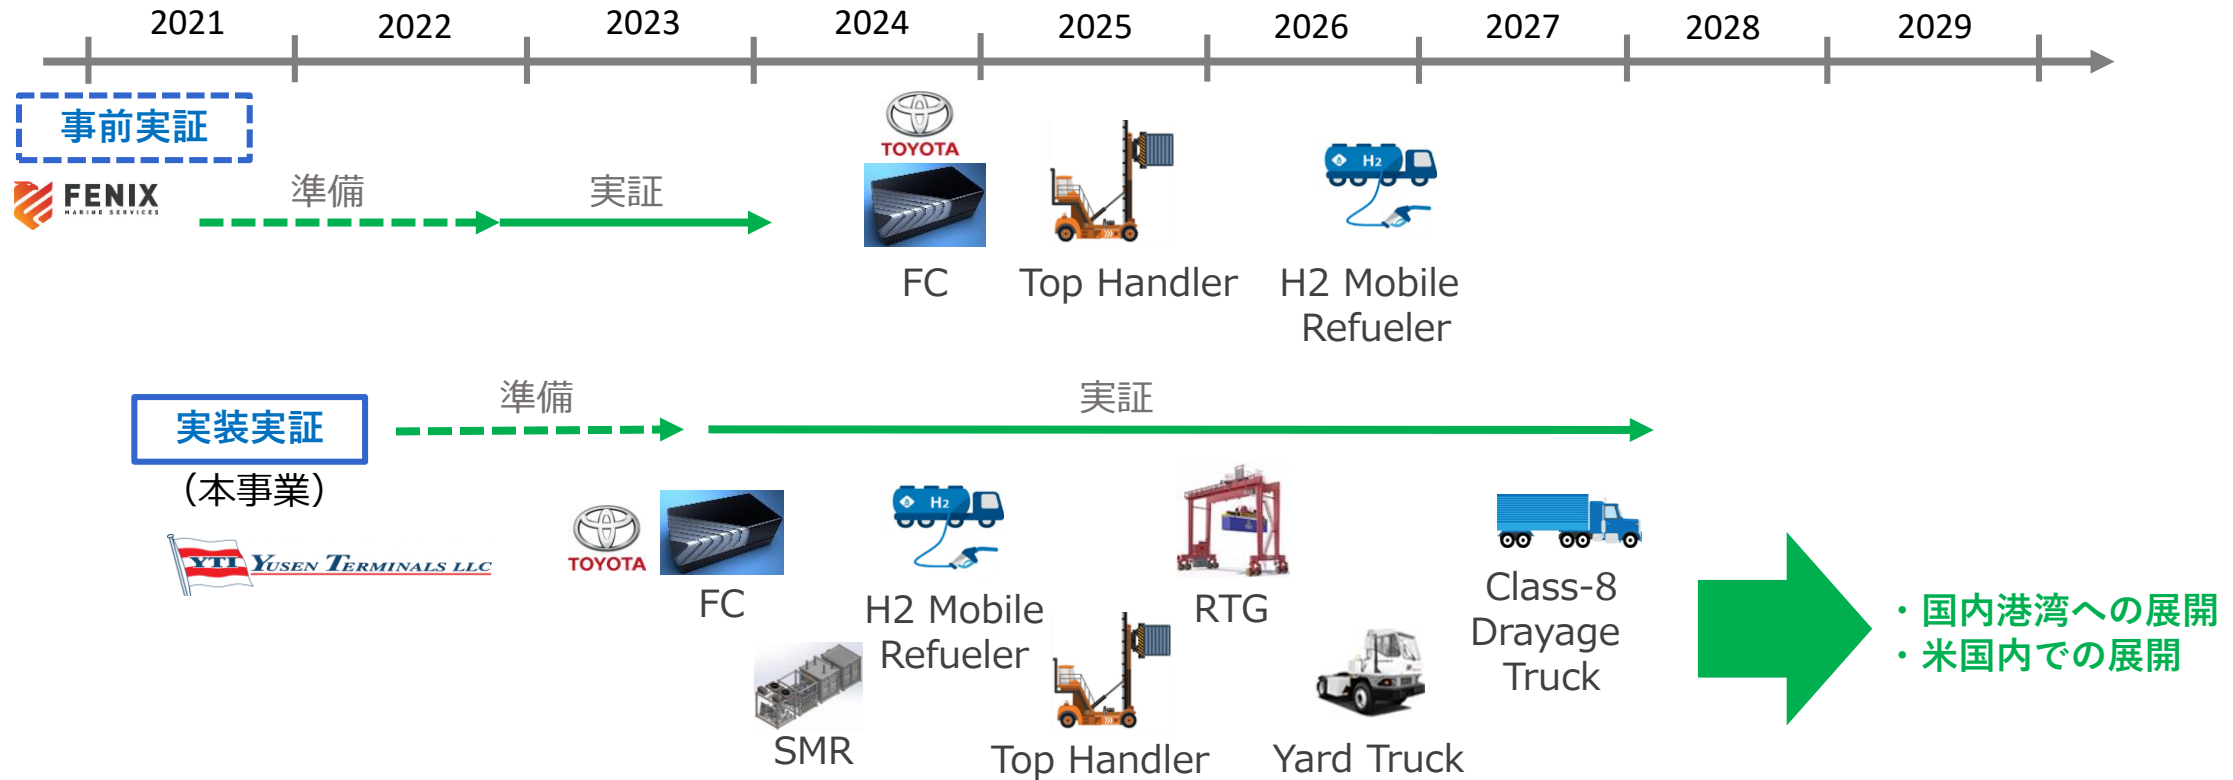 2021
2022
2023
2024
2025
2026
2027
2028
2029
事前実証
FENIX
MARINE SERVICES
準備
実証
TOYOTA
H2
FC
Top Handler
H2 Mobile
Refueler
実装実証
(本事業)
準備
実証
YTI
YUSEN TERMINALS LLC
TOYOTA
FC
H2
H2 Mobile
Refueler
RTG
Class-8
Drayage
Truck
SMR
Top Handler
Yard Truck
・国内港湾への展開
・米国内での展開